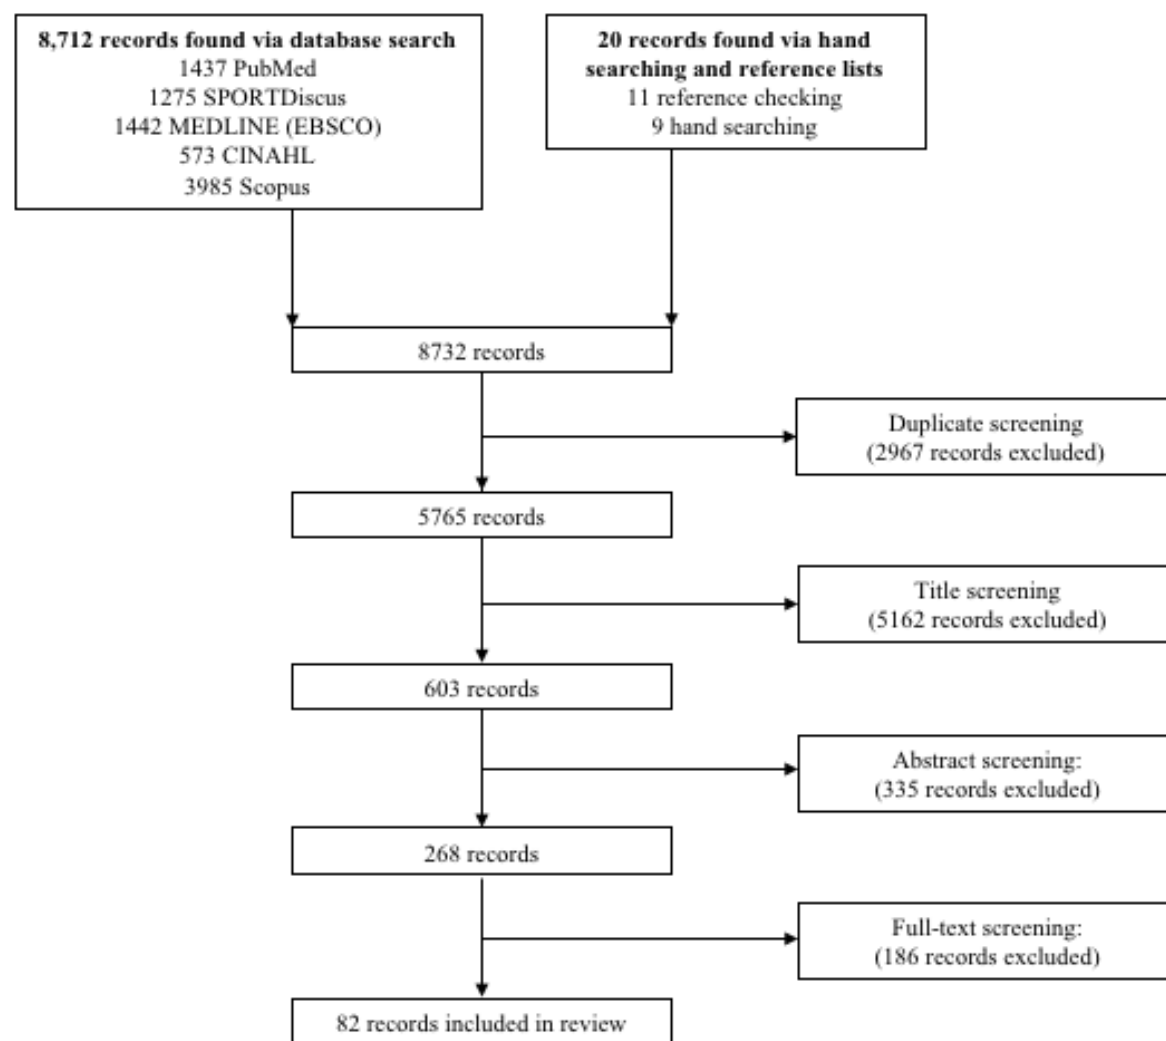 8,712 records found via database search
1437 PubMed
1275 SPORTDiscus
1442 MEDLINE (EBSCO)
573 CINAHL
3985 Scopus
20 records found via hand
searching and reference lists
11 reference checking
9 hand searching
8732 records
Duplicate screening
(2967 records excluded)
5765 records
Title screening
(5162 records excluded)
603 records
Abstract screening:
(335 records excluded)
268 records
Full-text screening:
(186 records excluded)
82 records included in review